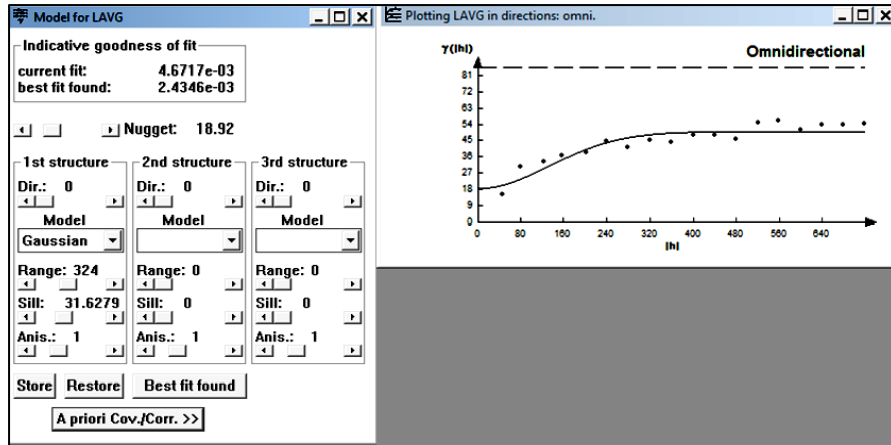 Model for LAVG
Indicative goodness of fit
current fit: 4.6717e-03
best fit found: 2.4346e-03
Nugget: 18.92
1st structure
Dir.: 0
Model
Gaussian
Range: 324
Sill: 31.6279
Anis.: 1
2nd structure
Dir.: 0
Model
Range: 0
Sill: 0
Anis.: 1
3rd structure
Dir.: 0
Model
Range: 0
Sill: 0
Anis.: 1
Store Restore Best fit found
A priori Cov./Corr. >>
Plotting LAVG in directions: omni.
γ(|h|)
Omnidirectional
81
72
63
54
45
36
27
18
9
0
0 80 160 240 320 400 480 560 640
|h|